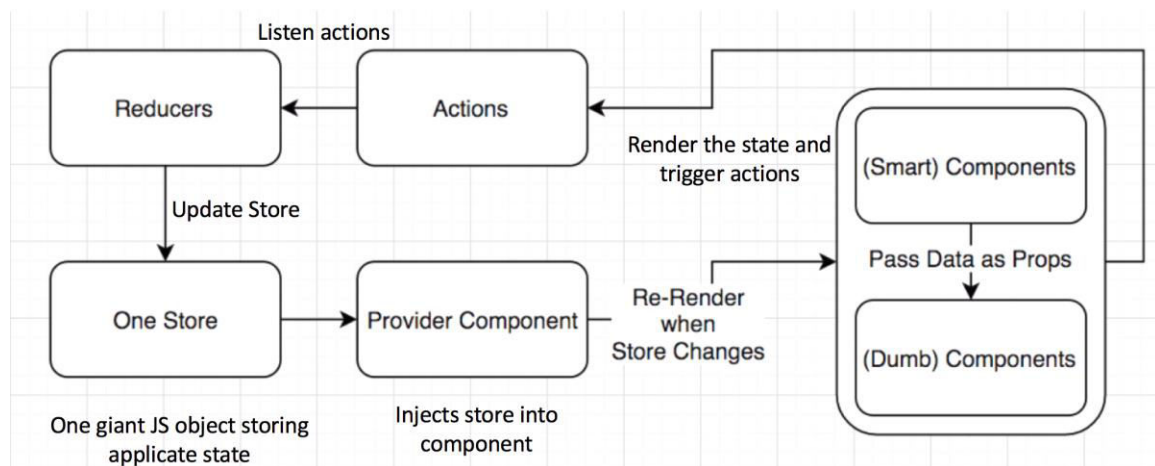 Listen actions
Reducers
Actions
Render the state and
trigger actions
(Smart) Components
Update Store
Pass Data as Props
One Store
Provider Component
Re-Render
when
Store Changes
(Dumb) Components
One giant JS object storing
applicate state
Injects store into
component